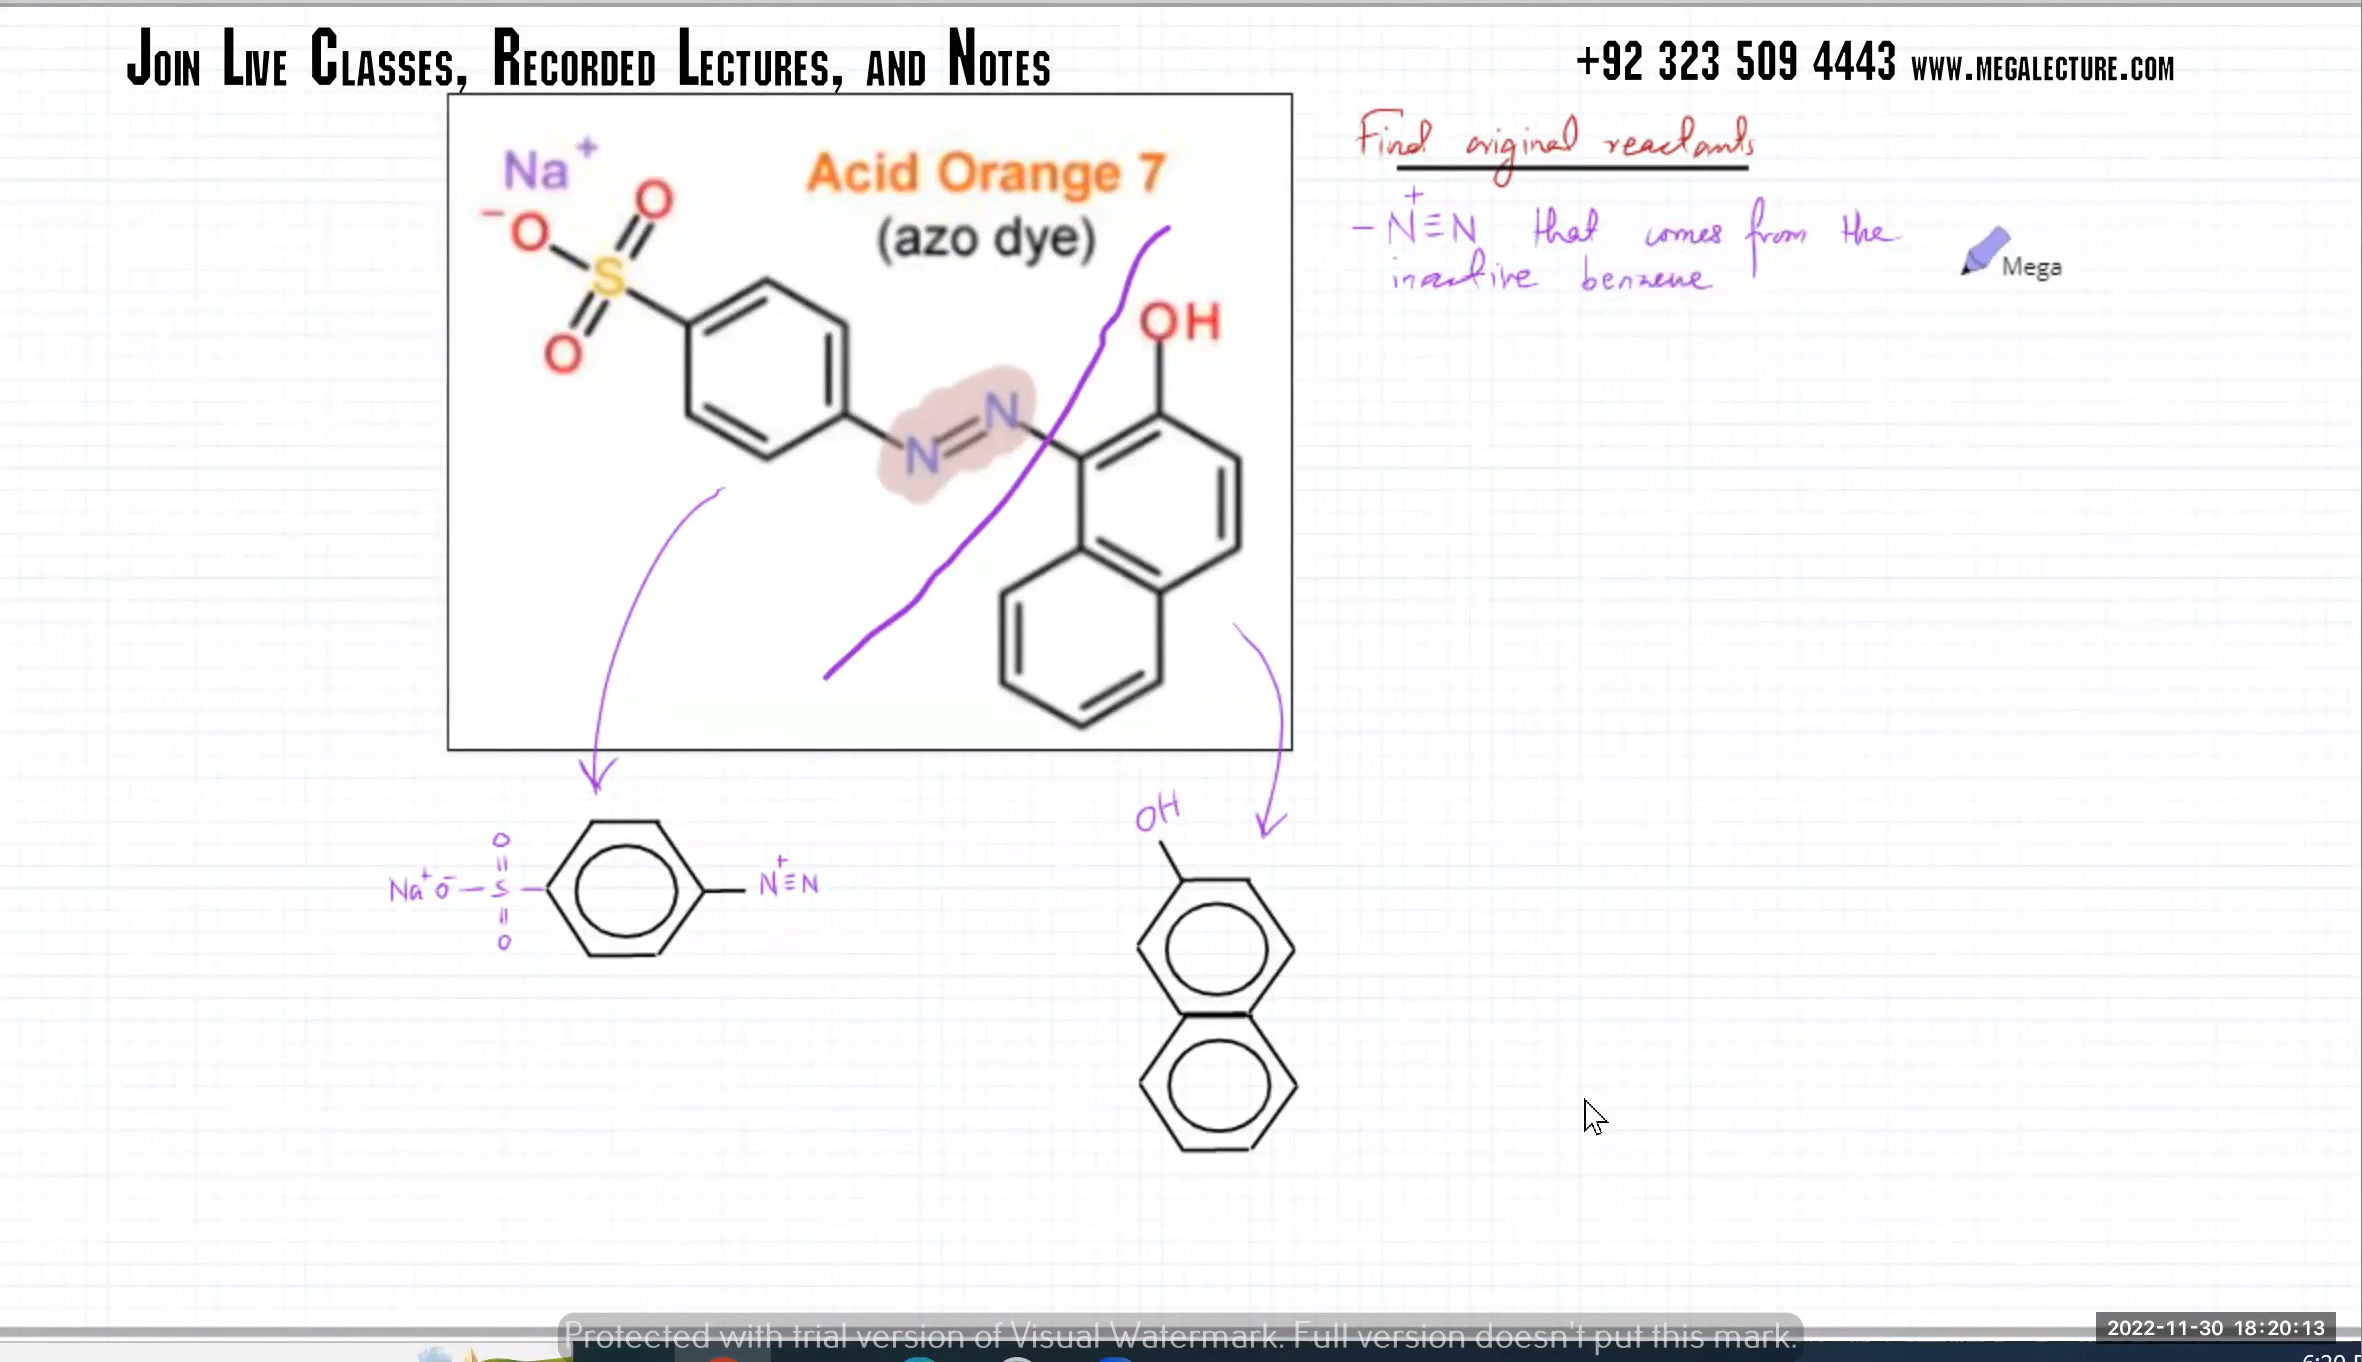 JOIN LIVE CLASSES, RECORDED LECTURES, AND NOTES
+92 323 509 4443 WWW.MEGALECTURE.COM
Find original reactants
Na+
Acid Orange 7
(azo dye)
-O
O
S
O
OH
N
N
- N+≡N that comes from the
inactive benzene
Mega
OH
O
Na+ O- - S - N+≡N
O
Protected with trial version of Visual Watermark. Full version doesn't put this mark.
2022-11-30 18:20:13